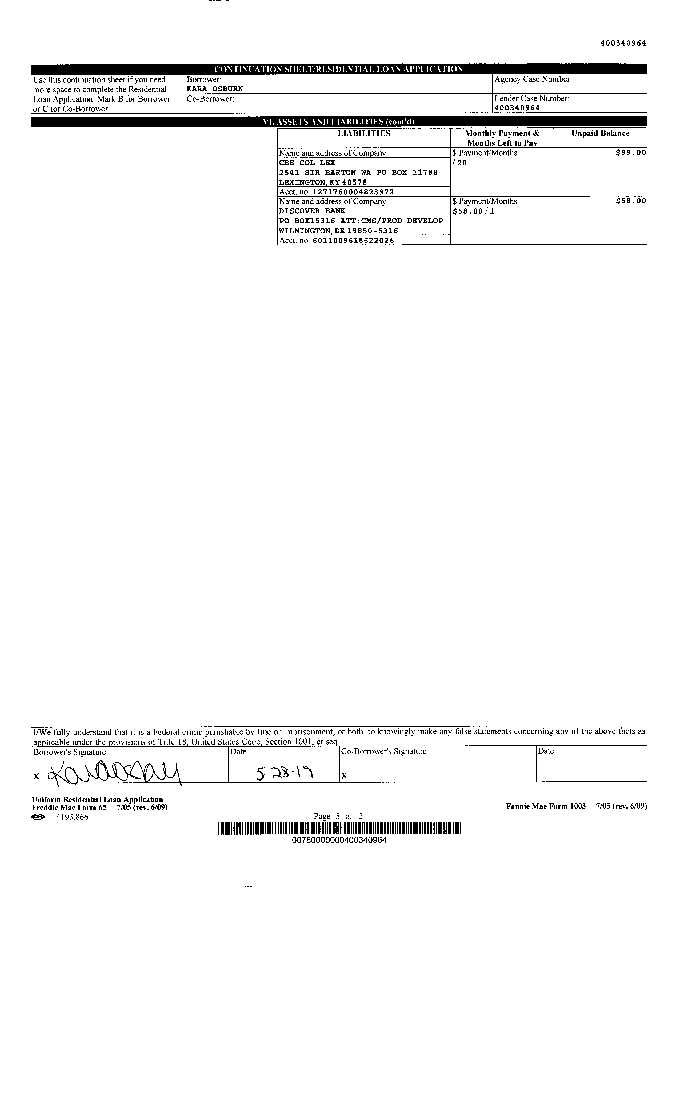 400340964
CONTINUATION SHEET/RESIDENTIAL LOAN APPLICATION
Use this continuation sheet if you need
more space to complete the Residential
Loan Application. Mark B for Borrower
or C for Co-Borrower
Borrower:
KARA OSBURN
Co-Borrower:
Agency Case Number
Lender Case Number:
400340964
VI. ASSETS AND LIABILITIES (cont'd)
LIABILITIES
Monthly Payment &
Months Left to Pay
Unpaid Balance
Name and address of Company
$ Payment/Months
$99.00
CBE COL LEX
/20
2541 SIR BARTON WA PO BOX 11788
LEXINGTON, KY 40578
Acct. no. 1271760004823972
Name and address of Company
$ Payment/Months
$58.00
DISCOVER BANK
$58.00 / 1
PO BOX15316 ATT:CMS/PROD DEVELOP
WILMINGTON, DE 19850-5316
Acct. no. 6011009618622026
I/We fully understand that it is a federal crime punishable by fine or imprisonment, or both, to knowingly make any false statements concerning any of the above facts as
applicable under the provisions of Title 18, United States Code, Section 1001, et seq.
Borrower's Signature
Date
Co-Borrower's Signature
Date
X
5-28-19
X
Uniform Residential Loan Application
Freddie Mac Form 65 7/05 (rev. 6/09)
Fannie Mae Form 1003 7/05 (rev. 6/09)
Page 5 of